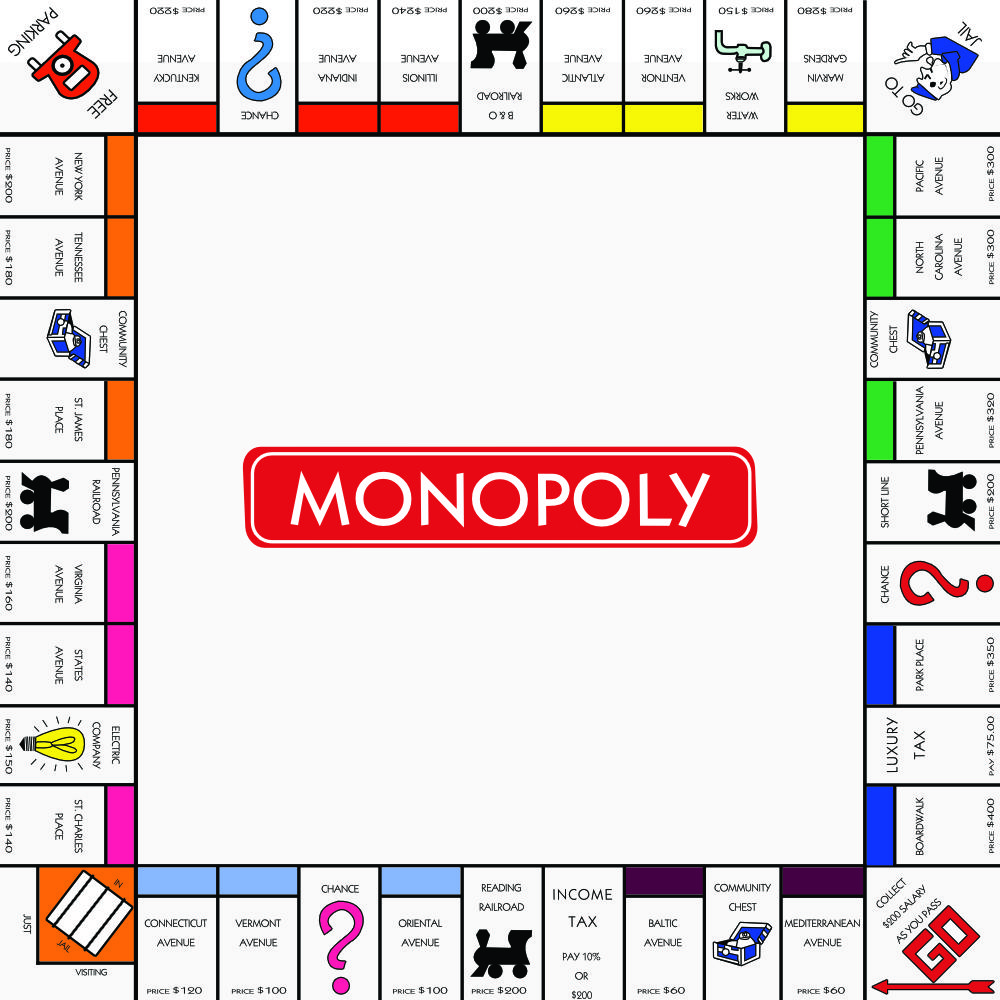 FREE
PARKING
KENTUCKY
AVENUE
PRICE $220
CHANCE
INDIANA
AVENUE
PRICE $220
ILLINOIS
AVENUE
PRICE $240
B & O
RAILROAD
PRICE $200
ATLANTIC
AVENUE
PRICE $260
VENTNOR
AVENUE
PRICE $260
WATER
WORKS
PRICE $150
MARVIN
GARDENS
PRICE $280
GO TO
JAIL
NEW YORK
AVENUE
PRICE $200
TENNESSEE
AVENUE
PRICE $180
COMMUNITY
CHEST
ST. JAMES
PLACE
PRICE $180
PENNSYLVANIA
RAILROAD
PRICE $200
VIRGINIA
AVENUE
PRICE $160
STATES
AVENUE
PRICE $140
ELECTRIC
COMPANY
PRICE $150
ST. CHARLES
PLACE
PRICE $140
MONOPOLY
PACIFIC
AVENUE
PRICE $300
NORTH
CAROLINA
AVENUE
PRICE $300
COMMUNITY
CHEST
PENNSYLVANIA
AVENUE
PRICE $320
SHORT LINE
PRICE $200
CHANCE
PARK PLACE
PRICE $350
LUXURY
TAX
PAY $75.00
BOARDWALK
PRICE $400
IN
JAIL
JUST
VISITING
CONNECTICUT
AVENUE
PRICE $120
VERMONT
AVENUE
PRICE $100
CHANCE
ORIENTAL
AVENUE
PRICE $100
READING
RAILROAD
PRICE $200
INCOME
TAX
PAY 10%
OR
$200
BALTIC
AVENUE
PRICE $60
COMMUNITY
CHEST
MEDITERRANEAN
AVENUE
PRICE $60
COLLECT
$200 SALARY
AS YOU PASS
GO